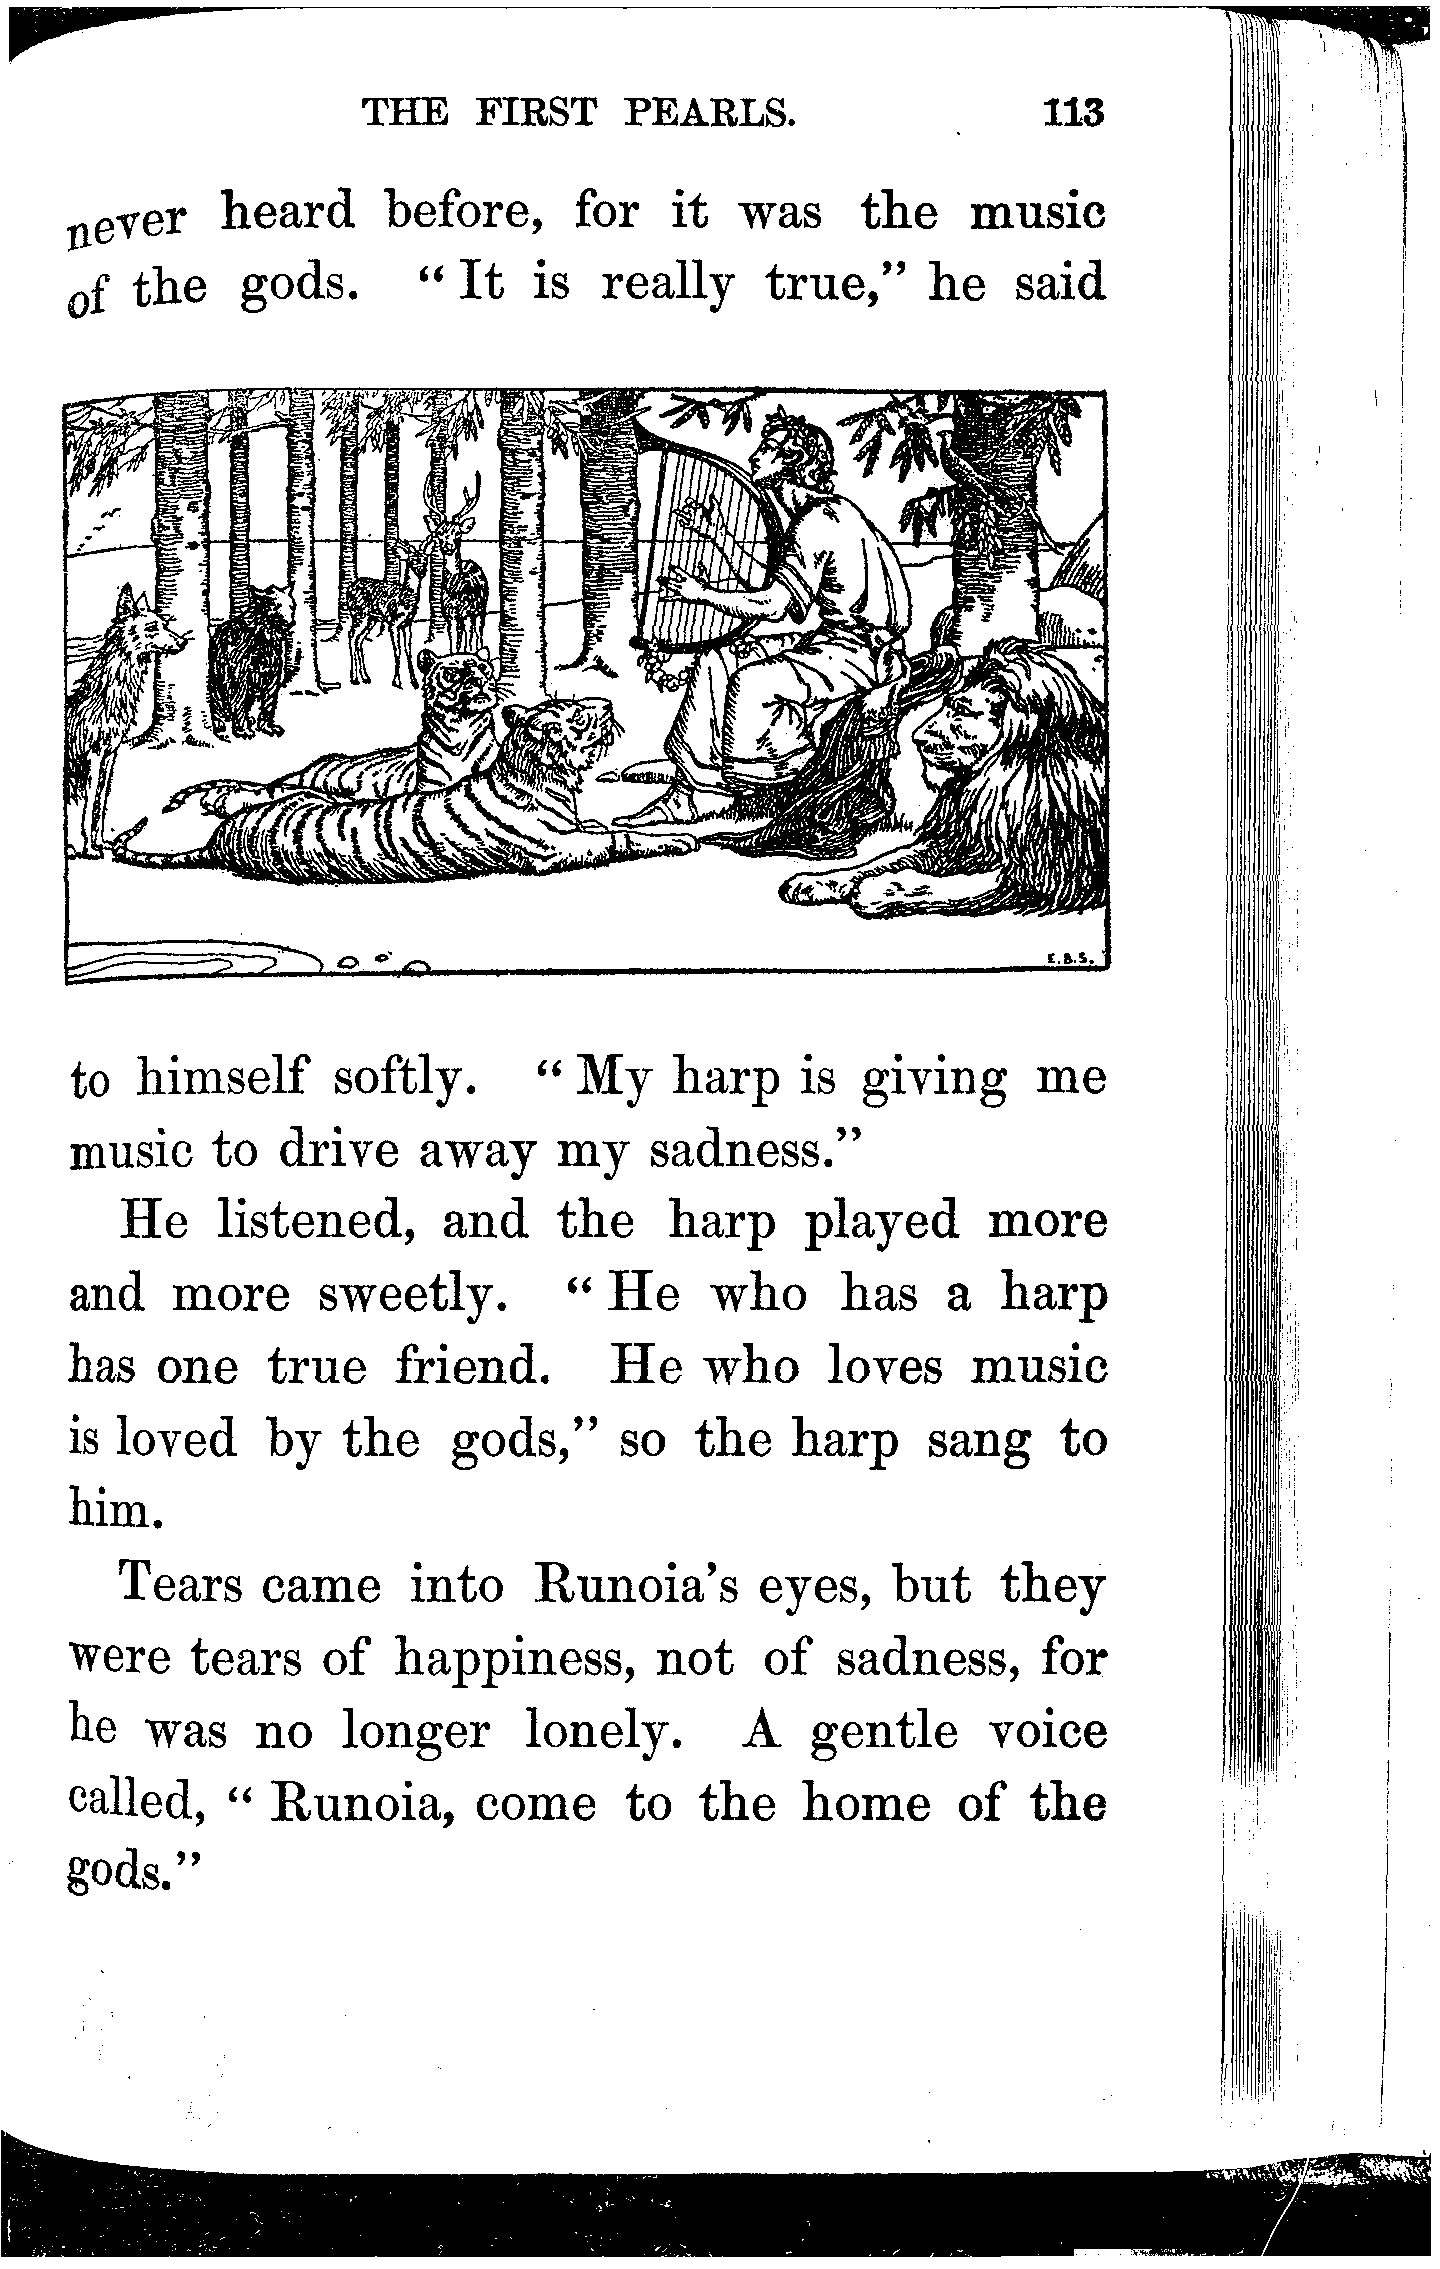 THE FIRST PEARLS. 113
never heard before, for it was the music
of the gods. “It is really true,” he said
E.B.S.
to himself softly. “My harp is giving me
music to drive away my sadness.”
He listened, and the harp played more
and more sweetly. “He who has a harp
has one true friend. He who loves music
is loved by the gods,” so the harp sang to
him.
Tears came into Runoia’s eyes, but they
were tears of happiness, not of sadness, for
he was no longer lonely. A gentle voice
called, “Runoia, come to the home of the
gods.”